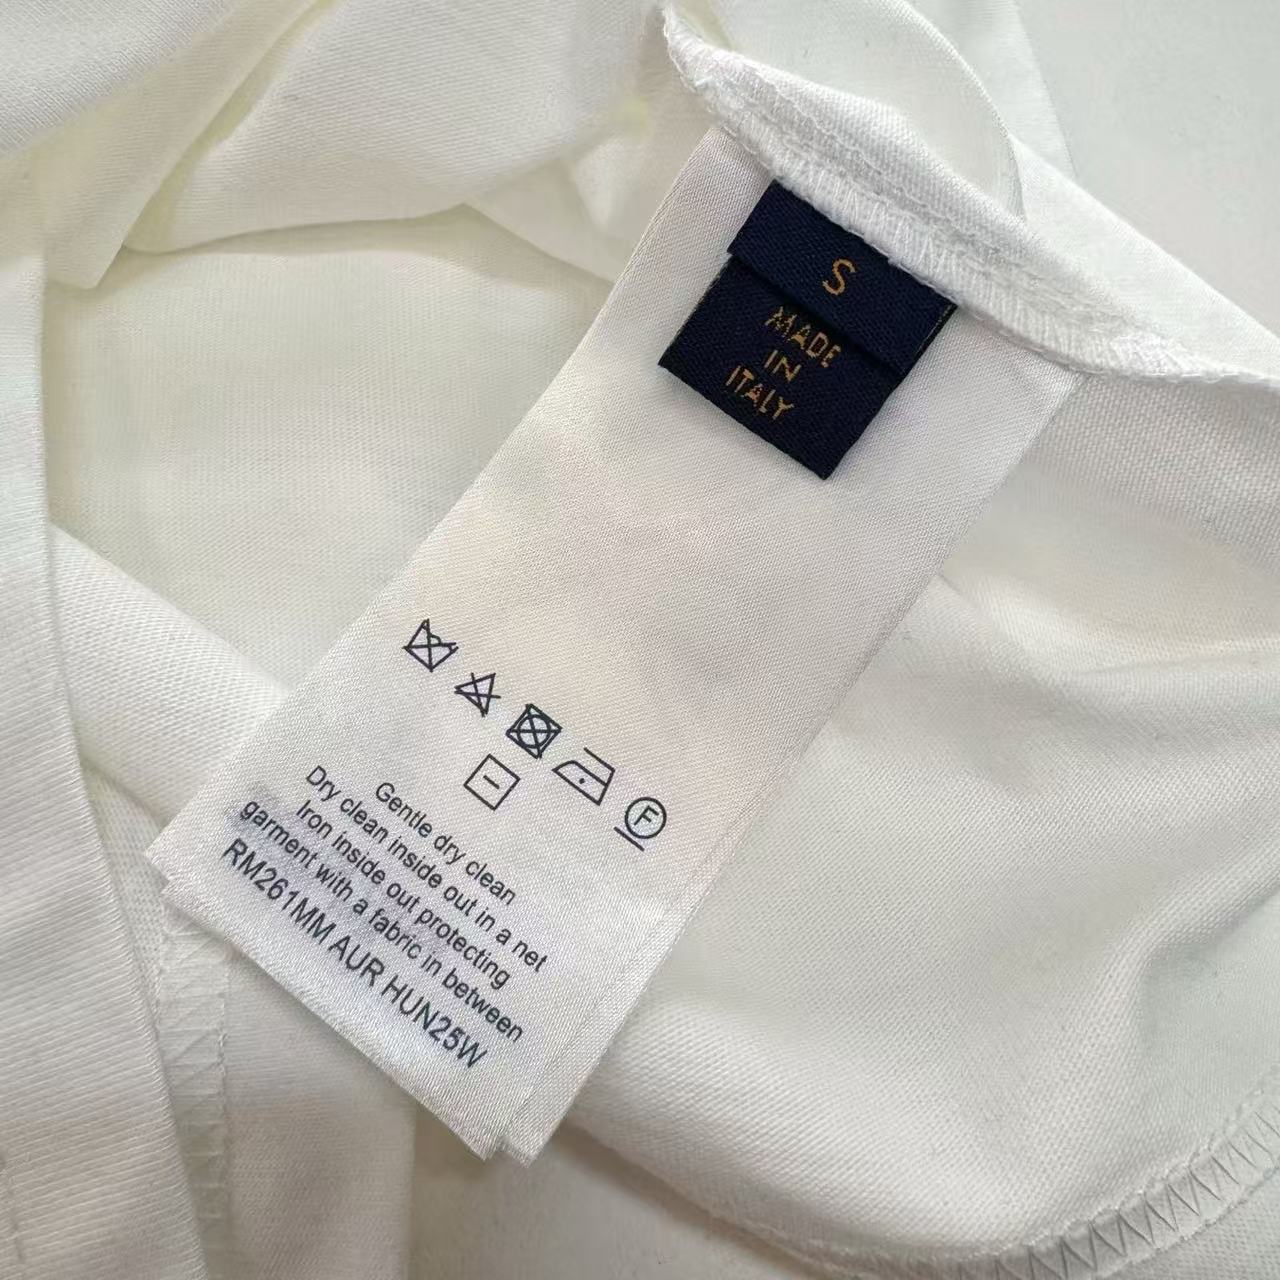 S
MADE
IN
ITALY
F
Gentle dry clean
Dry clean inside out in a net
Iron inside out protecting
garment with a fabric in between
RM261MM AUR HUN25W